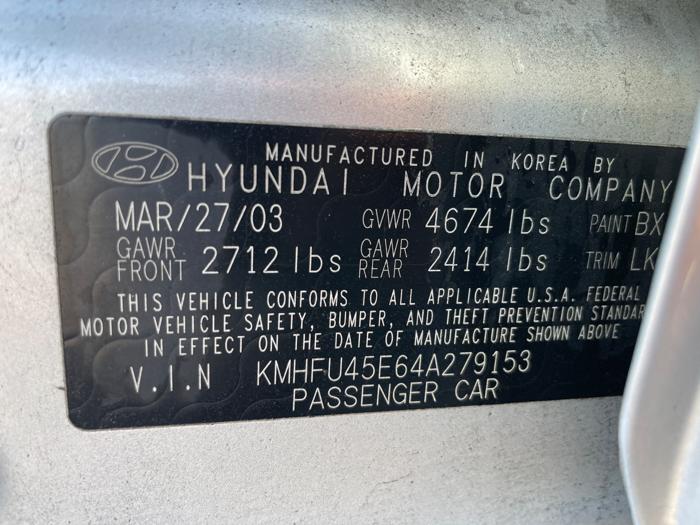 MANUFACTURED IN KOREA BY
HYUNDAI MOTOR COMPANY
MAR/27/03 GVWR 4674 lbs PAINT BX
GAWR FRONT 2712 lbs GAWR REAR 2414 lbs TRIM LK
THIS VEHICLE CONFORMS TO ALL APPLICABLE U.S.A. FEDERAL
MOTOR VEHICLE SAFETY, BUMPER, AND THEFT PREVENTION STANDAR
IN EFFECT ON THE DATE OF MANUFACTURE SHOWN ABOVE
V.I.N KMHFU45E64A279153
PASSENGER CAR